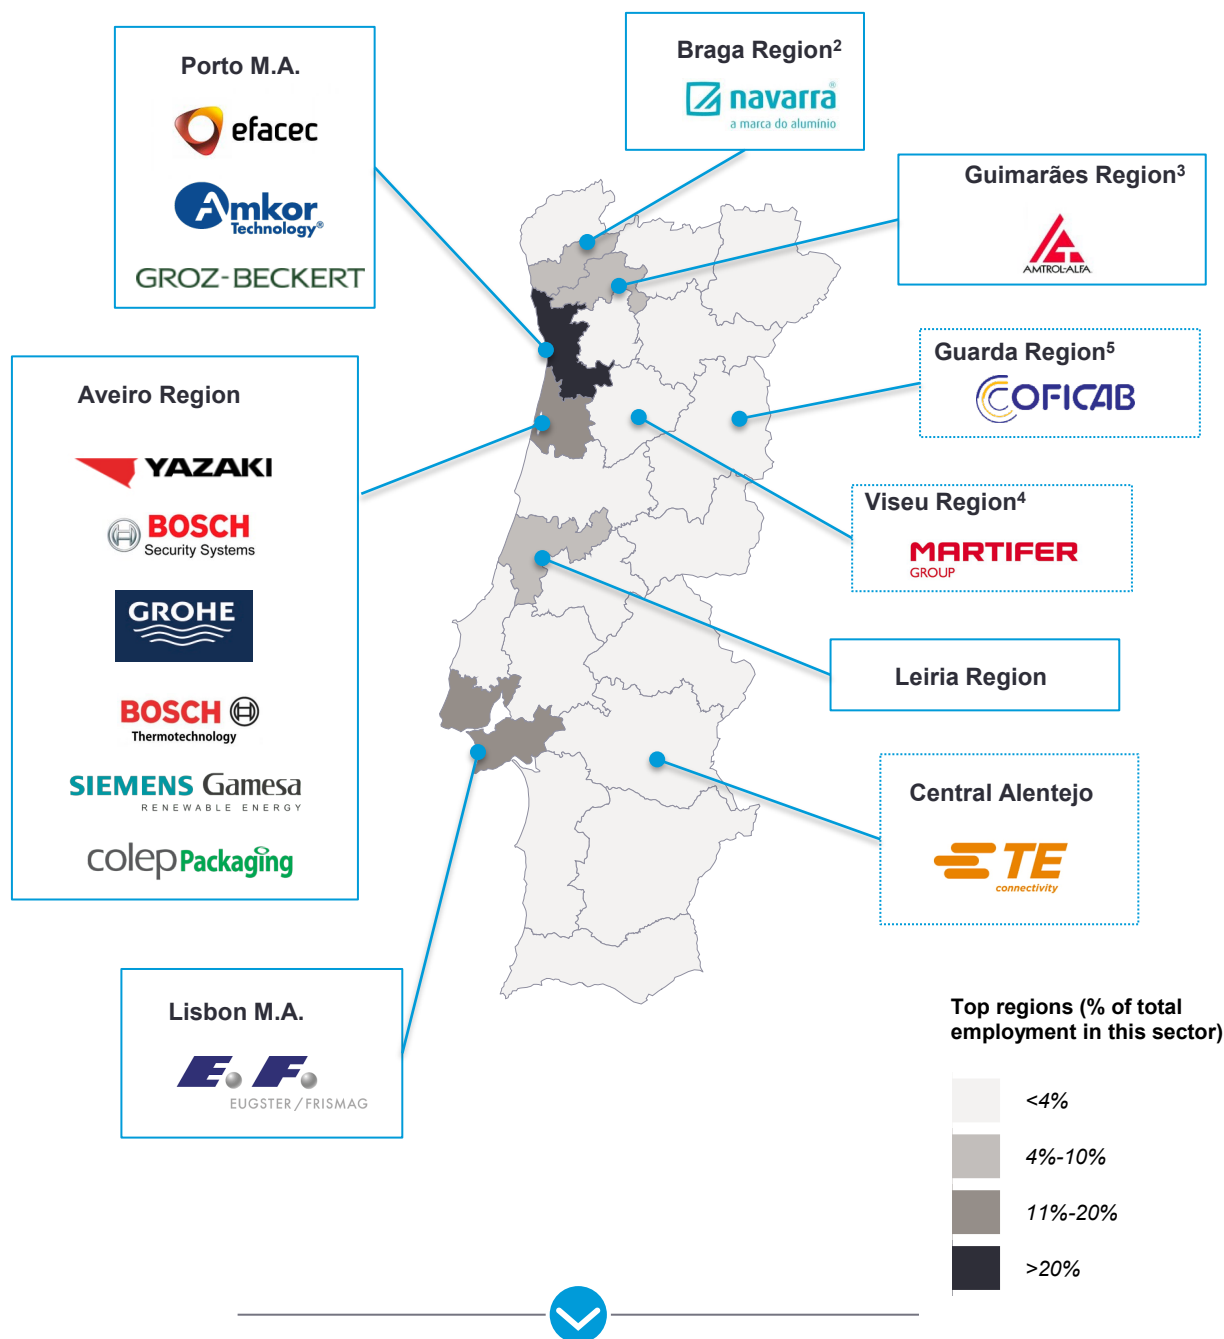 Porto M.A.
efacec
Amkor
Technology®
GROZ-BECKERT
Braga Region²
navarra®
a marca do alumínio
Guimarães Region³
AMTROL-ALFA
Aveiro Region
YAZAKI
BOSCH
Security Systems
GROHE
BOSCH
Thermotechnology
SIEMENS Gamesa
RENEWABLE ENERGY
colep Packaging
Guarda Region⁵
COFICAB
Viseu Region⁴
MARTIFER
GROUP
Leiria Region
Central Alentejo
TE
connectivity
Lisbon M.A.
E. F.
EUGSTER/FRISMAG
Top regions (% of total
employment in this sector)
<4%
4%-10%
11%-20%
>20%